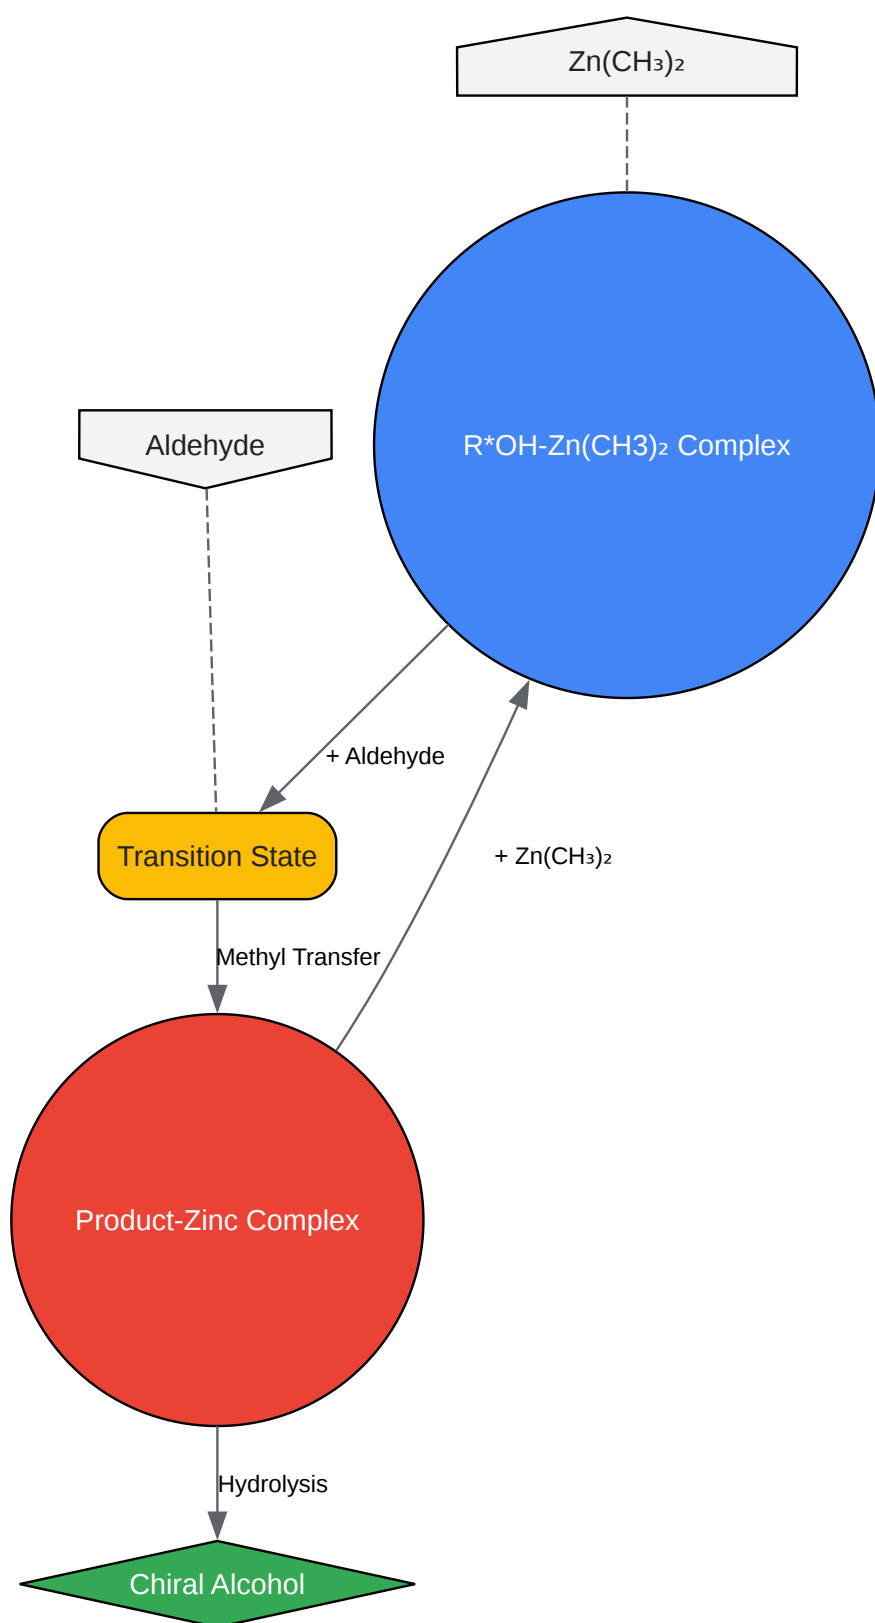 Zn(CH₃)₂
Aldehyde
R*OH-Zn(CH3)₂ Complex
+ Aldehyde
Transition State
+ Zn(CH₃)₂
Methyl Transfer
Product-Zinc Complex
Hydrolysis
Chiral Alcohol